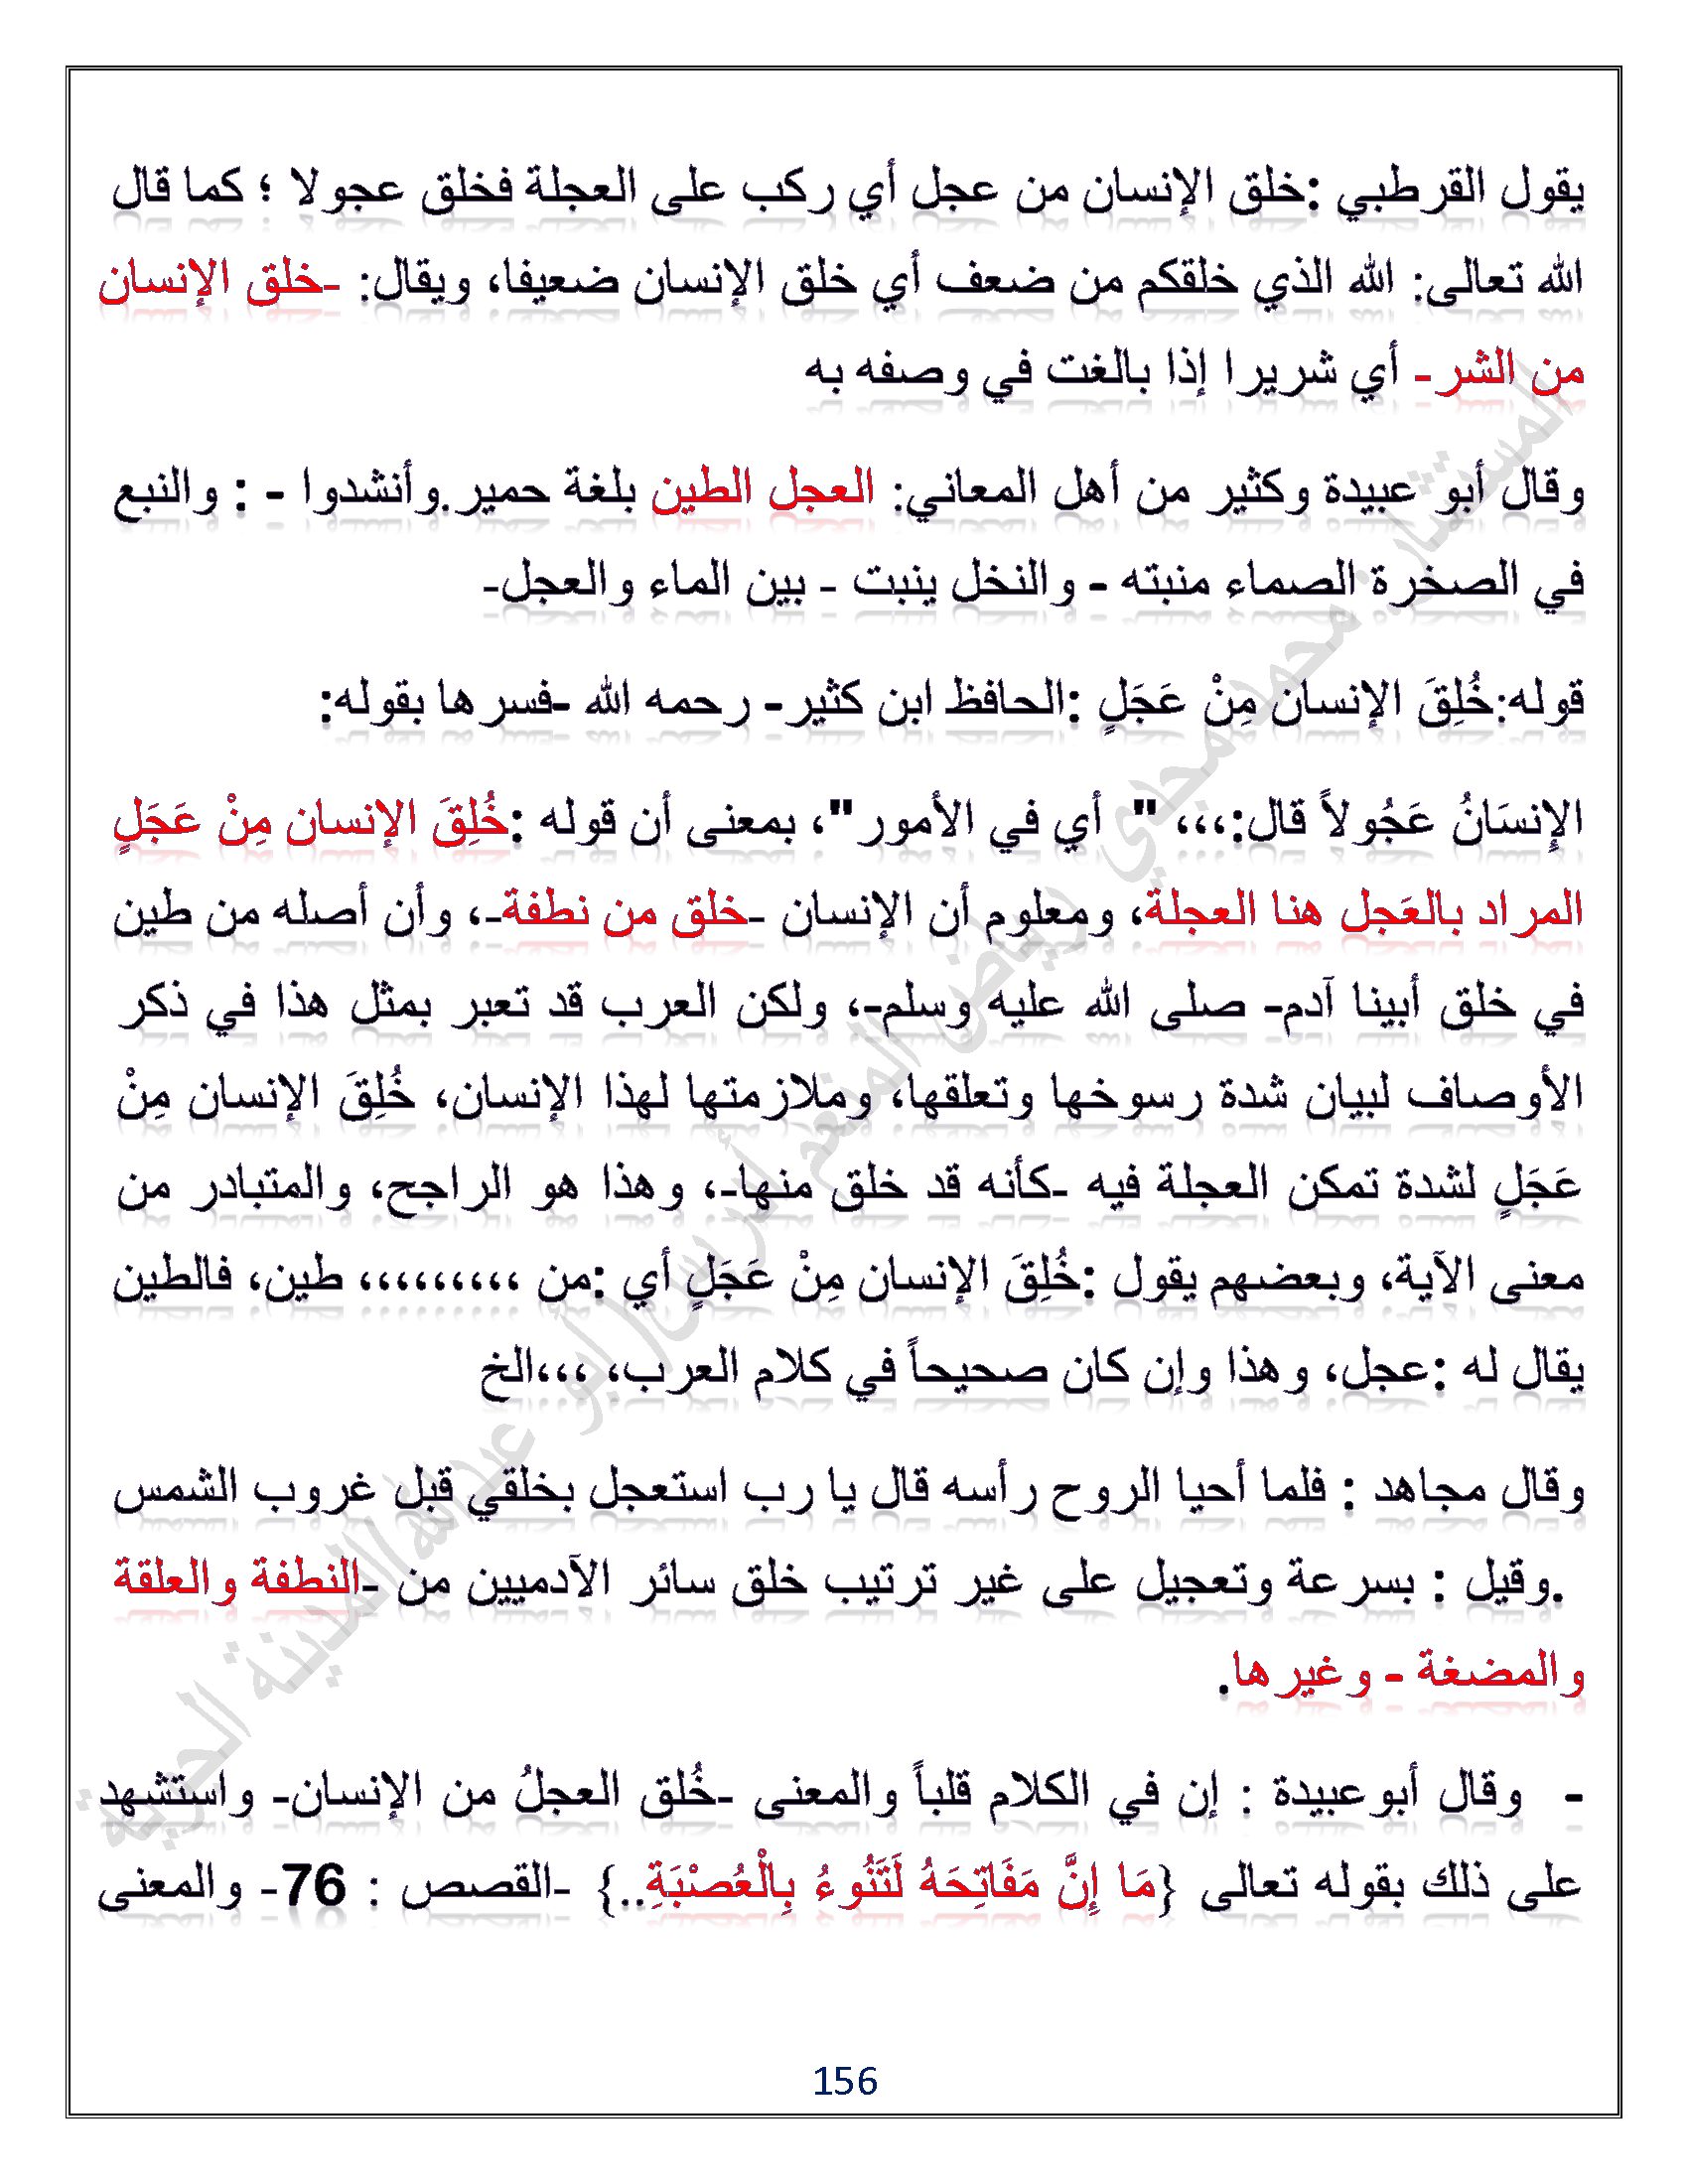 يقول القرطبي :خلق الإنسان من عجل أي ركب على العجلة فخلق عجولا ؛ كما قال
الله تعالى: الله الذي خلقكم من ضعف أي خلق الإنسان ضعيفا، ويقال: -خلق الإنسان
من الشر- أي شريرا إذا بالغت في وصفه به
وقال أبو عبيدة وكثير من أهل المعاني: العجل الطين بلغة حمير.وأنشدوا - : والنبع
في الصخرة الصماء منبته - والنخل ينبت - بين الماء والعجل-
قوله:خُلِقَ الإنسان مِنْ عَجَلٍ :الحافظ ابن كثير- رحمه الله -فسرها بقوله:
الإِنسَانُ عَجُولاً قال:،،، " أي في الأمور"، بمعنى أن قوله :خُلِقَ الإنسان مِنْ عَجَلٍ
المراد بالعَجل هنا العجلة، ومعلوم أن الإنسان -خلق من نطفة-، وأن أصله من طين
في خلق أبينا آدم- صلى الله عليه وسلم-، ولكن العرب قد تعبر بمثل هذا في ذكر
الأوصاف لبيان شدة رسوخها وتعلقها، وملازمتها لهذا الإنسان، خُلِقَ الإنسان مِنْ
عَجَلٍ لشدة تمكن العجلة فيه -كأنه قد خلق منها-، وهذا هو الراجح، والمتبادر من
معنى الآية، وبعضهم يقول :خُلِقَ الإنسان مِنْ عَجَلٍ أي :من ،،،،،،،،، طين، فالطين
يقال له :عجل، وهذا وإن كان صحيحاً في كلام العرب، ،،،الخ
وقال مجاهد : فلما أحيا الروح رأسه قال يا رب استعجل بخلقي قبل غروب الشمس
.وقيل : بسرعة وتعجيل على غير ترتيب خلق سائر الآدميين من -النطفة والعلقة
والمضغة - وغيرها.
- وقال أبوعبيدة : إن في الكلام قلباً والمعنى -خُلق العجلُ من الإنسان- واستشهد
على ذلك بقوله تعالى {مَا إِنَّ مَفَاتِحَهُ لَتَنُوءُ بِالْعُصْبَةِ..} -القصص : 76- والمعنى
156